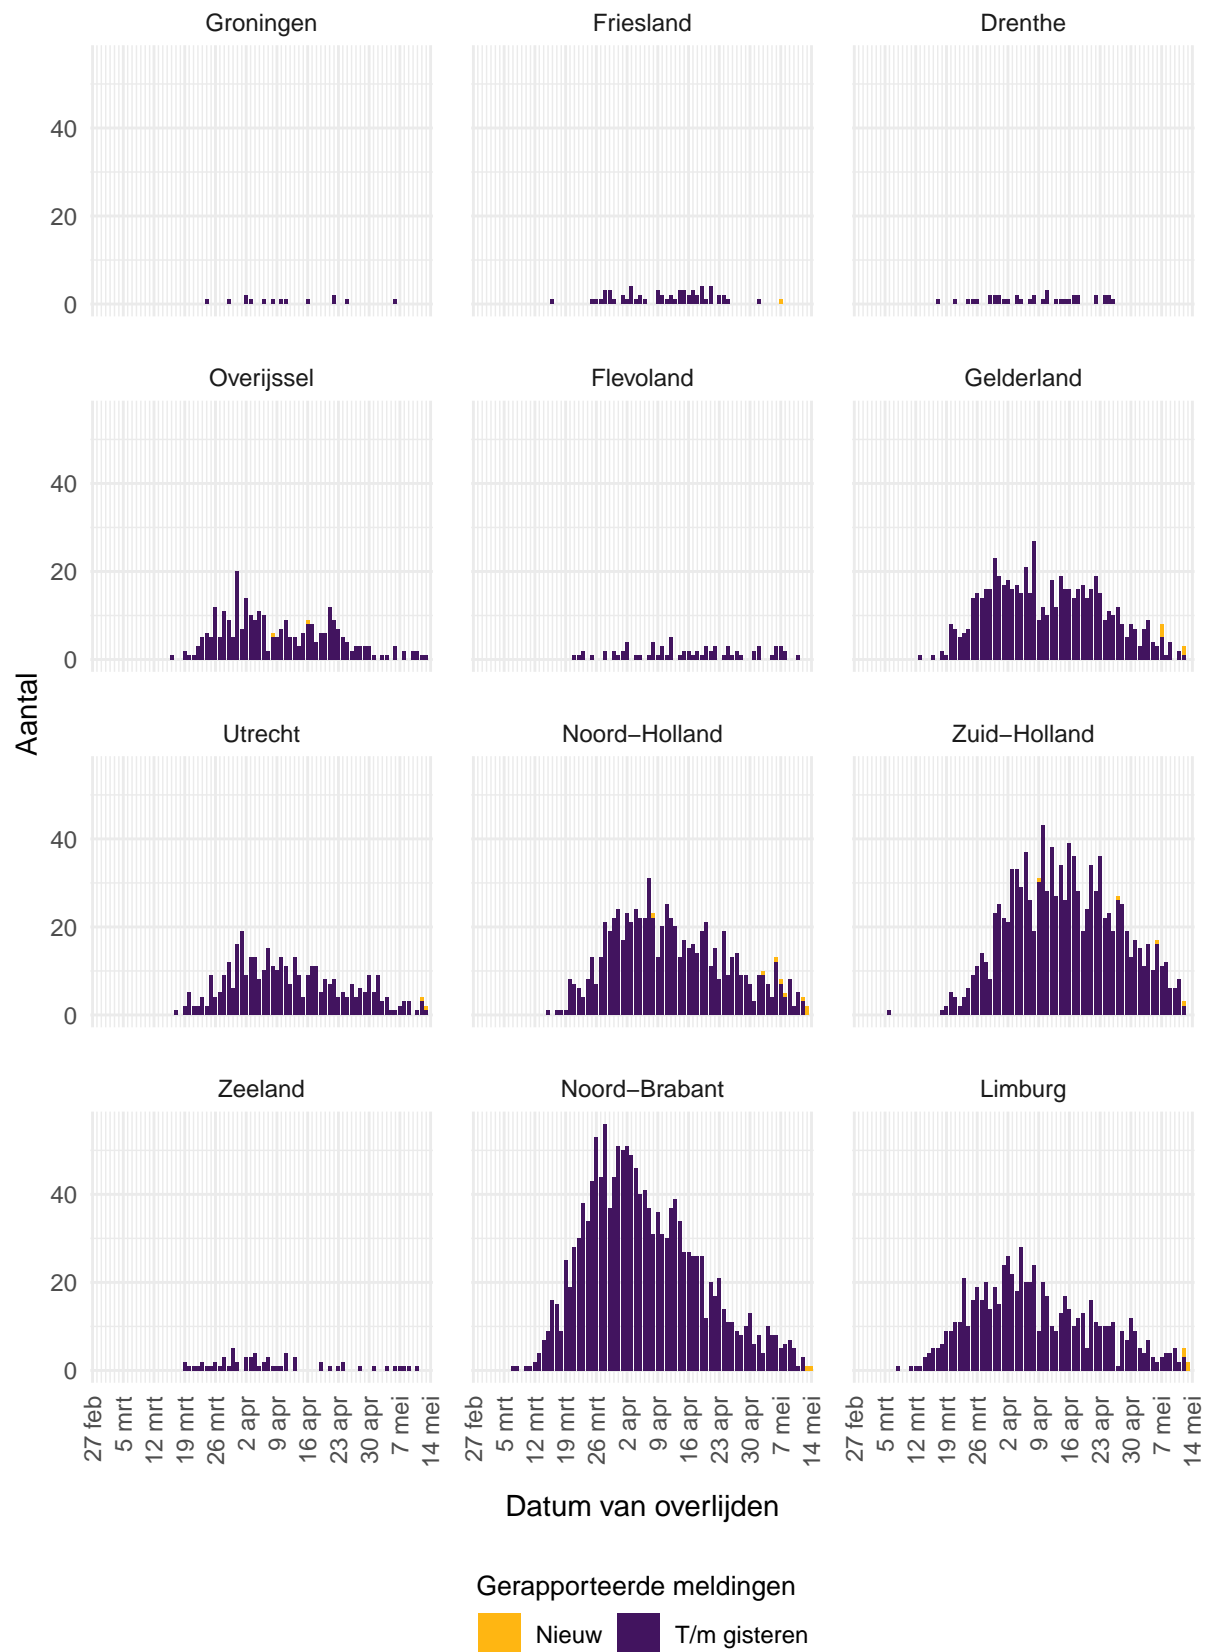 Groningen Friesland Drenthe
40
20
0
Overijssel Flevoland Gelderland
40
20
0
Utrecht Noord−Holland Zuid−Holland
40
20
0
Zeeland Noord−Brabant Limburg
40
20
0
Aantal
27 feb 5 mrt 12 mrt 19 mrt 26 mrt 2 apr 9 apr 16 apr 23 apr 30 apr 7 mei 14 mei
27 feb 5 mrt 12 mrt 19 mrt 26 mrt 2 apr 9 apr 16 apr 23 apr 30 apr 7 mei 14 mei
27 feb 5 mrt 12 mrt 19 mrt 26 mrt 2 apr 9 apr 16 apr 23 apr 30 apr 7 mei 14 mei
Datum van overlijden
Gerapporteerde meldingen
Nieuw T/m gisteren